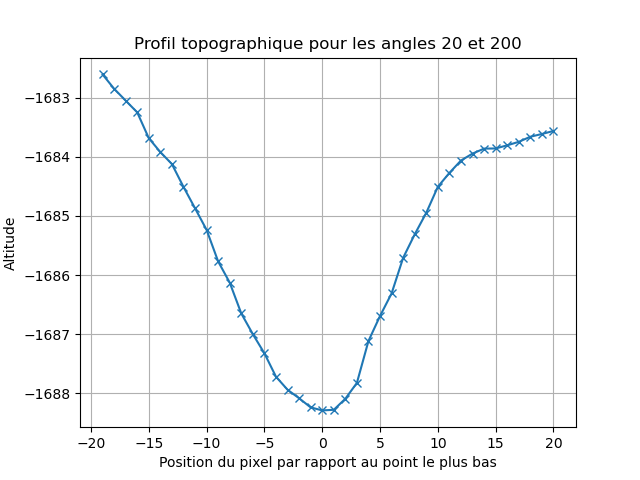 Profil topographique pour les angles 20 et 200
Altitude
−1683
−1684
−1685
−1686
−1687
−1688
−20 −15 −10 −5 0 5 10 15 20
Position du pixel par rapport au point le plus bas